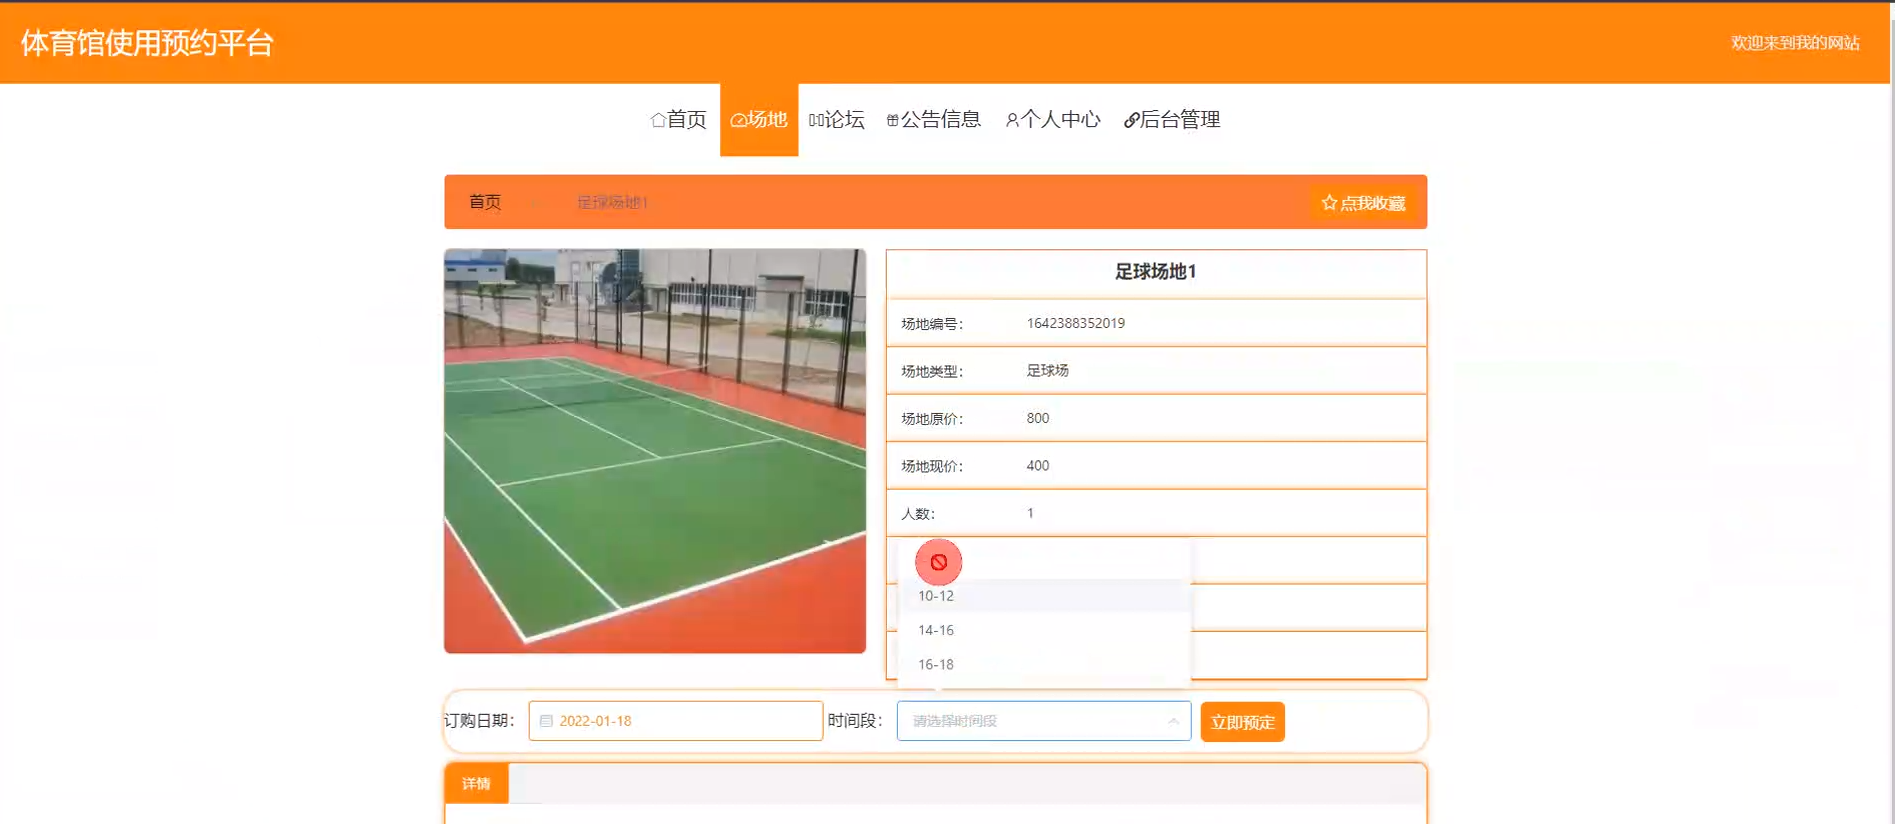 体育馆使用预约平台
欢迎来到我的网站
首页 场地 论坛 公告信息 个人中心 后台管理
首页 足球场地1 点我收藏
足球场地1
场地编号: 1642388352019
场地类型: 足球场
场地原价: 800
场地现价: 400
人数: 1
10-12
14-16
16-18
订购日期: 2022-01-18 时间段: 请选择时间段 立即预定
详情